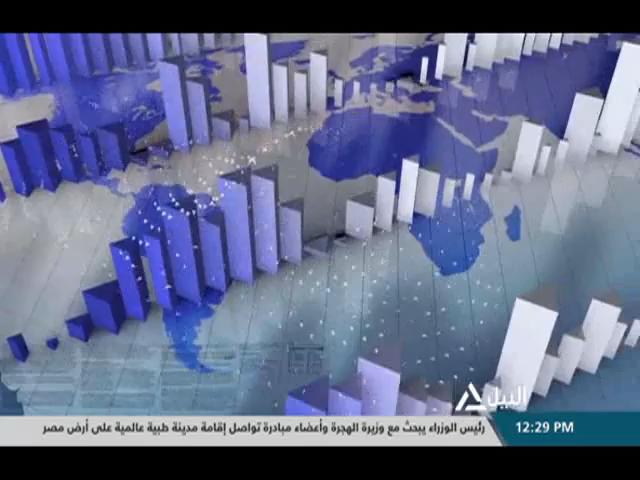 النيل
رئيس الوزراء يبحث مع وزيرة الهجرة وأعضاء مبادرة تواصل إقامة مدينة طبية عالمية على أرض مصر
12:29 PM